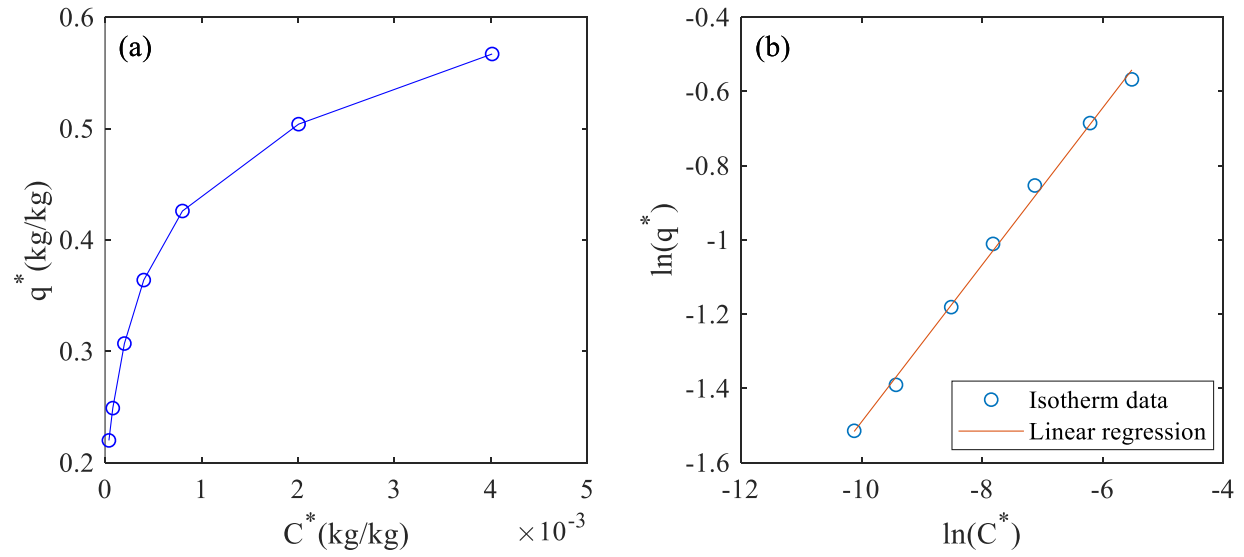 (a)
0.6
0.5
0.4
0.3
0.2
q* (kg/kg)
0 1 2 3 4 5
×10-3
C*(kg/kg)
(b)
-0.4
-0.6
-0.8
-1
-1.2
-1.4
-1.6
ln(q*)
Isotherm data
Linear regression
-12 -10 -8 -6 -4
ln(C*)